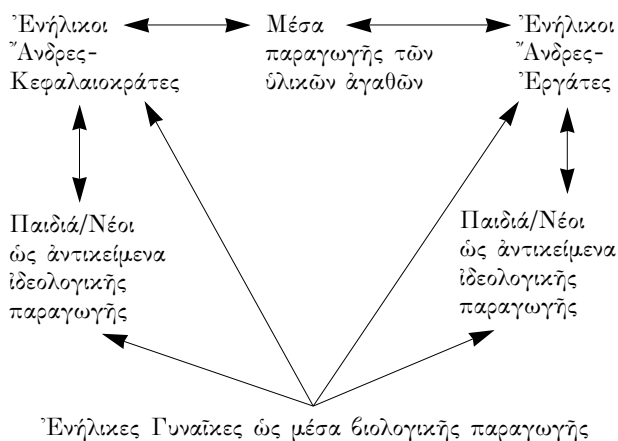 Ἐνήλικοι
Ἄνδρες-
Κεφαλαιοκράτες
Μέσα
παραγωγῆς τῶν
ὑλικῶν ἀγαθῶν
Ἐνήλικοι
Ἄνδρες-
Ἐργάτες
Παιδιά/Νέοι
ὡς ἀντικείμενα
ἰδεολογικῆς
παραγωγῆς
Παιδιά/Νέοι
ὡς ἀντικείμενα
ἰδεολογικῆς
παραγωγῆς
Ἐνήλικες Γυναῖκες ὡς μέσα βιολογικῆς παραγωγῆς